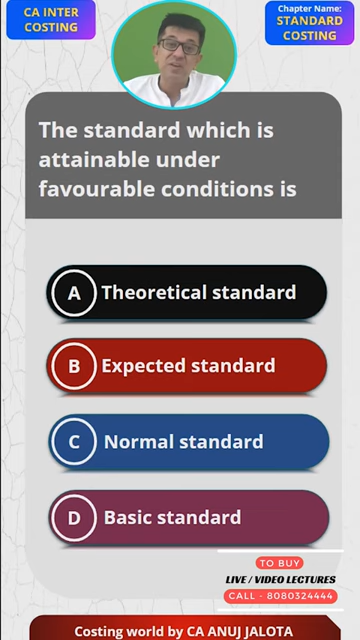 CA INTER
COSTING
Chapter Name:
STANDARD
COSTING
The standard which is
attainable under
favourable conditions is
A Theoretical standard
B Expected standard
C Normal standard
D Basic standard
TO BUY
LIVE / VIDEO LECTURES
CALL - 8080324444
Costing world by CA ANUJ JALOTA